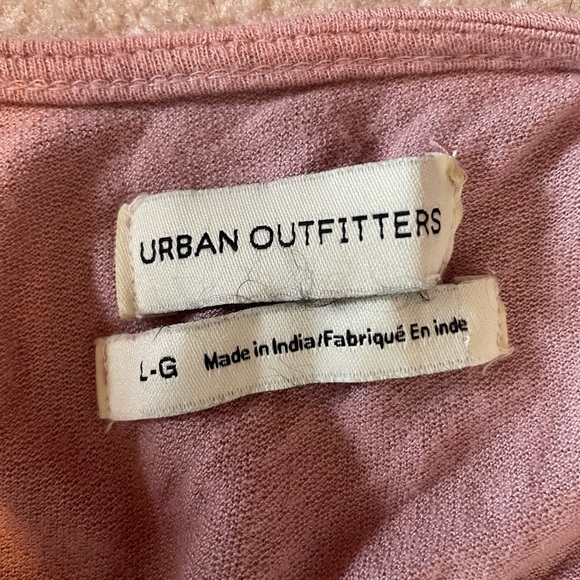 URBAN OUTFITTERS
L-G Made in India/Fabriqué En inde